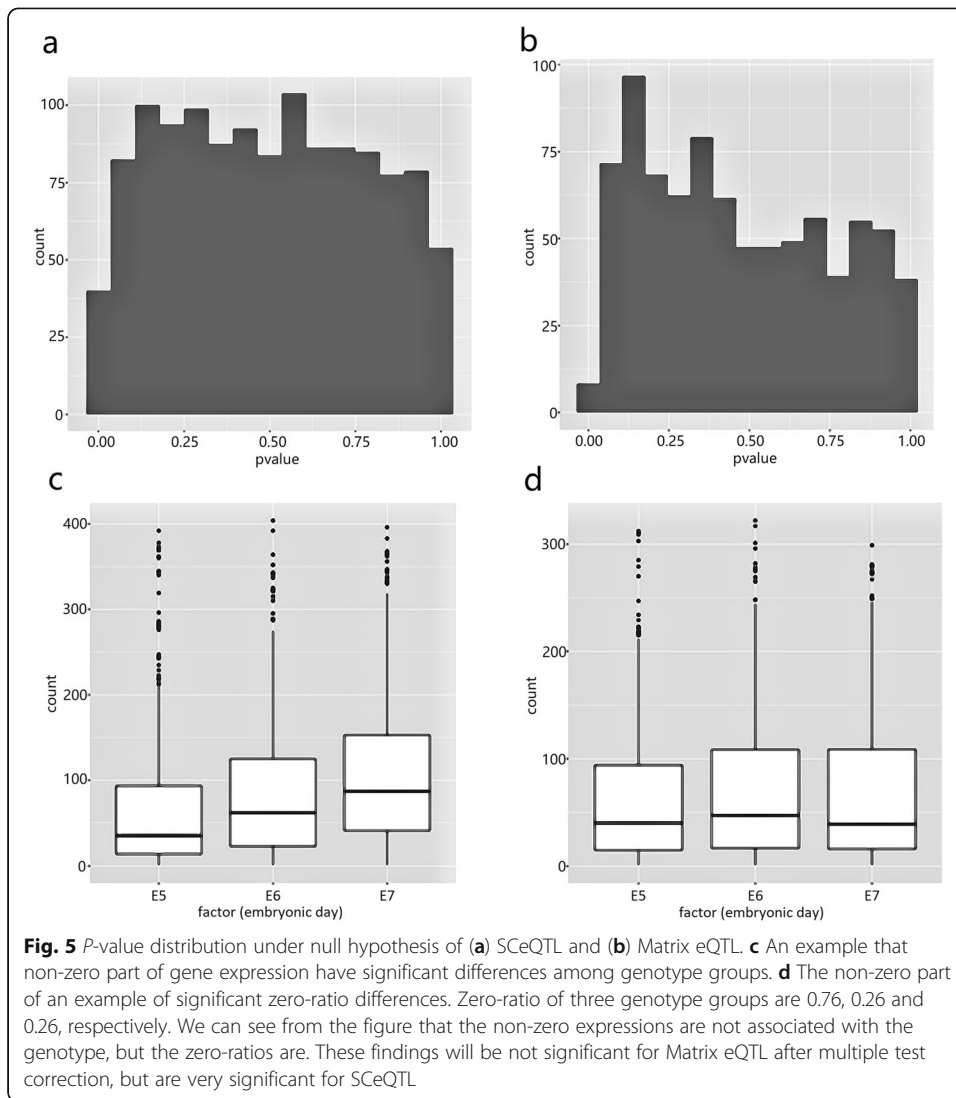 a
b
100
75
50
25
0
count
0.00 0.25 0.50 0.75 1.00
pvalue
100
75
50
25
0
count
0.00 0.25 0.50 0.75 1.00
pvalue
c
d
400
300
200
100
0
count
E5 E6 E7
factor (embryonic day)
300
200
100
0
count
E5 E6 E7
factor (embryonic day)
Fig. 5 P-value distribution under null hypothesis of (a) SCeQTL and (b) Matrix eQTL. c An example that
non-zero part of gene expression have significant differences among genotype groups. d The non-zero part
of an example of significant zero-ratio differences. Zero-ratio of three genotype groups are 0.76, 0.26 and
0.26, respectively. We can see from the figure that the non-zero expressions are not associated with the
genotype, but the zero-ratios are. These findings will be not significant for Matrix eQTL after multiple test
correction, but are very significant for SCeQTL